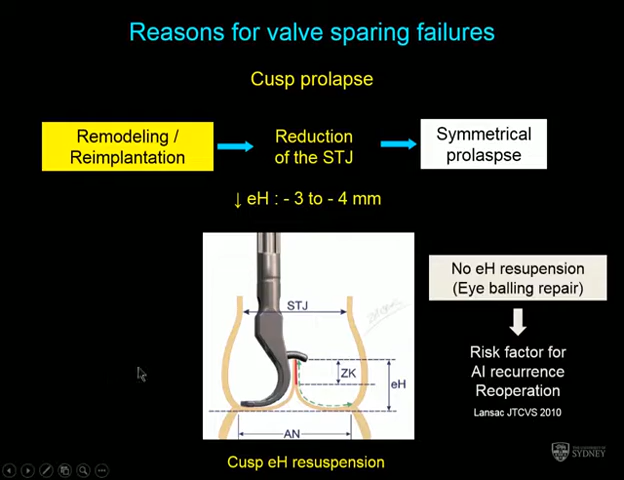 Reasons for valve sparing failures
Cusp prolapse
Remodeling /
Reimplantation
Reduction
of the STJ
Symmetrical
prolaspse
↓ eH : - 3 to - 4 mm
No eH resupension
(Eye balling repair)
STJ
ZK
eH
AN
Risk factor for
AI recurrence
Reoperation
Lansac JTCVS 2010
Cusp eH resuspension
SYDNEY